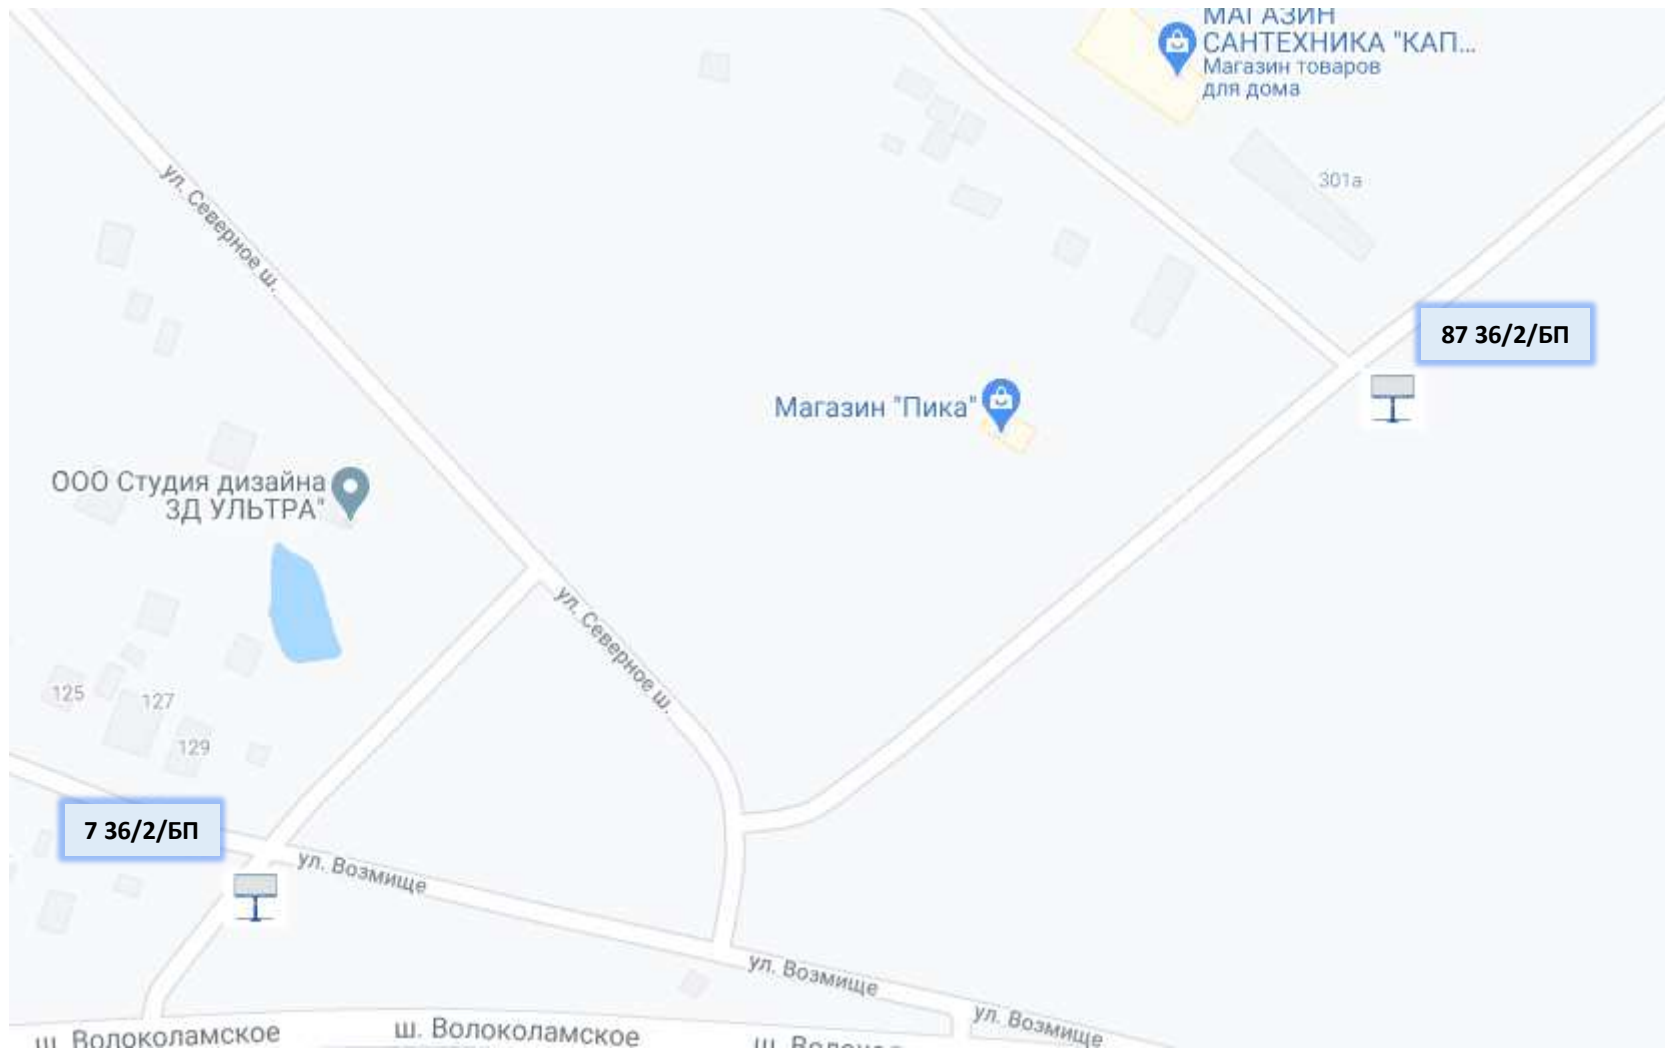 МАГАЗИН
САНТЕХНИКА "КАП...
Магазин товаров
для дома
301а
ул. Северное ш.
87 36/2/БП
Магазин "Пика"
ООО Студия дизайна
3Д УЛЬТРА"
ул. Северное ш.
125
127
129
7 36/2/БП
ул. Возмище
ул. Возмище
ул. Возмище
ш. Волоколамское
ш. Волоколамское